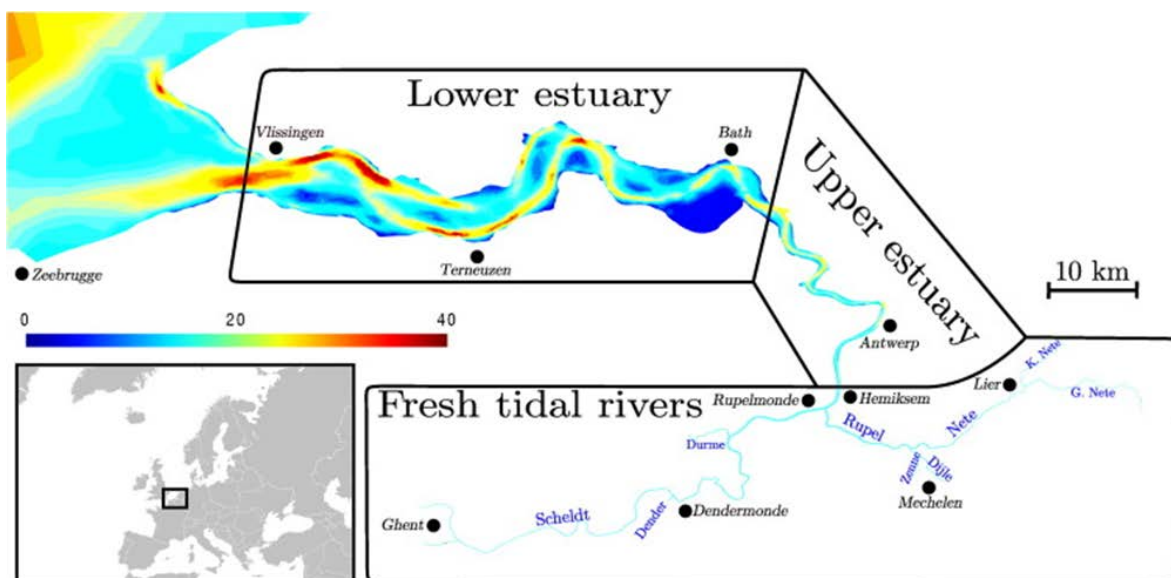 Lower estuary
Vlissingen
Bath
Upper estuary
Zeebrugge
Terneuzen
10 km
0 20 40
Antwerp
K. Nete
Lier
G. Nete
Fresh tidal rivers
Rupelmonde
Hemiksem
Rupel
Nete
Durme
Zenne
Dijle
Mechelen
Ghent
Scheldt
Dender
Dendermonde